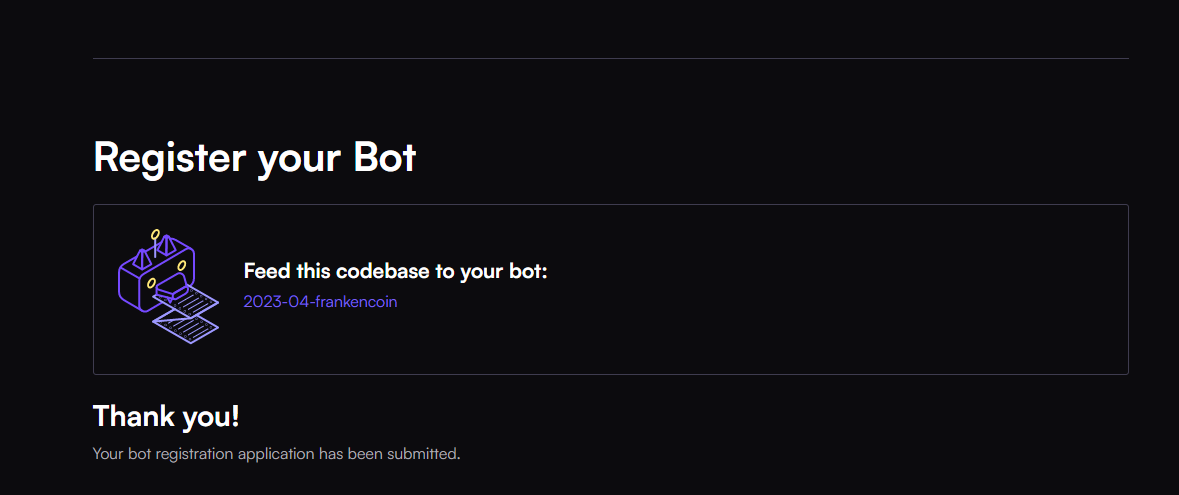 Register your Bot
Feed this codebase to your bot:
2023-04-frankencoin
Thank you!
Your bot registration application has been submitted.